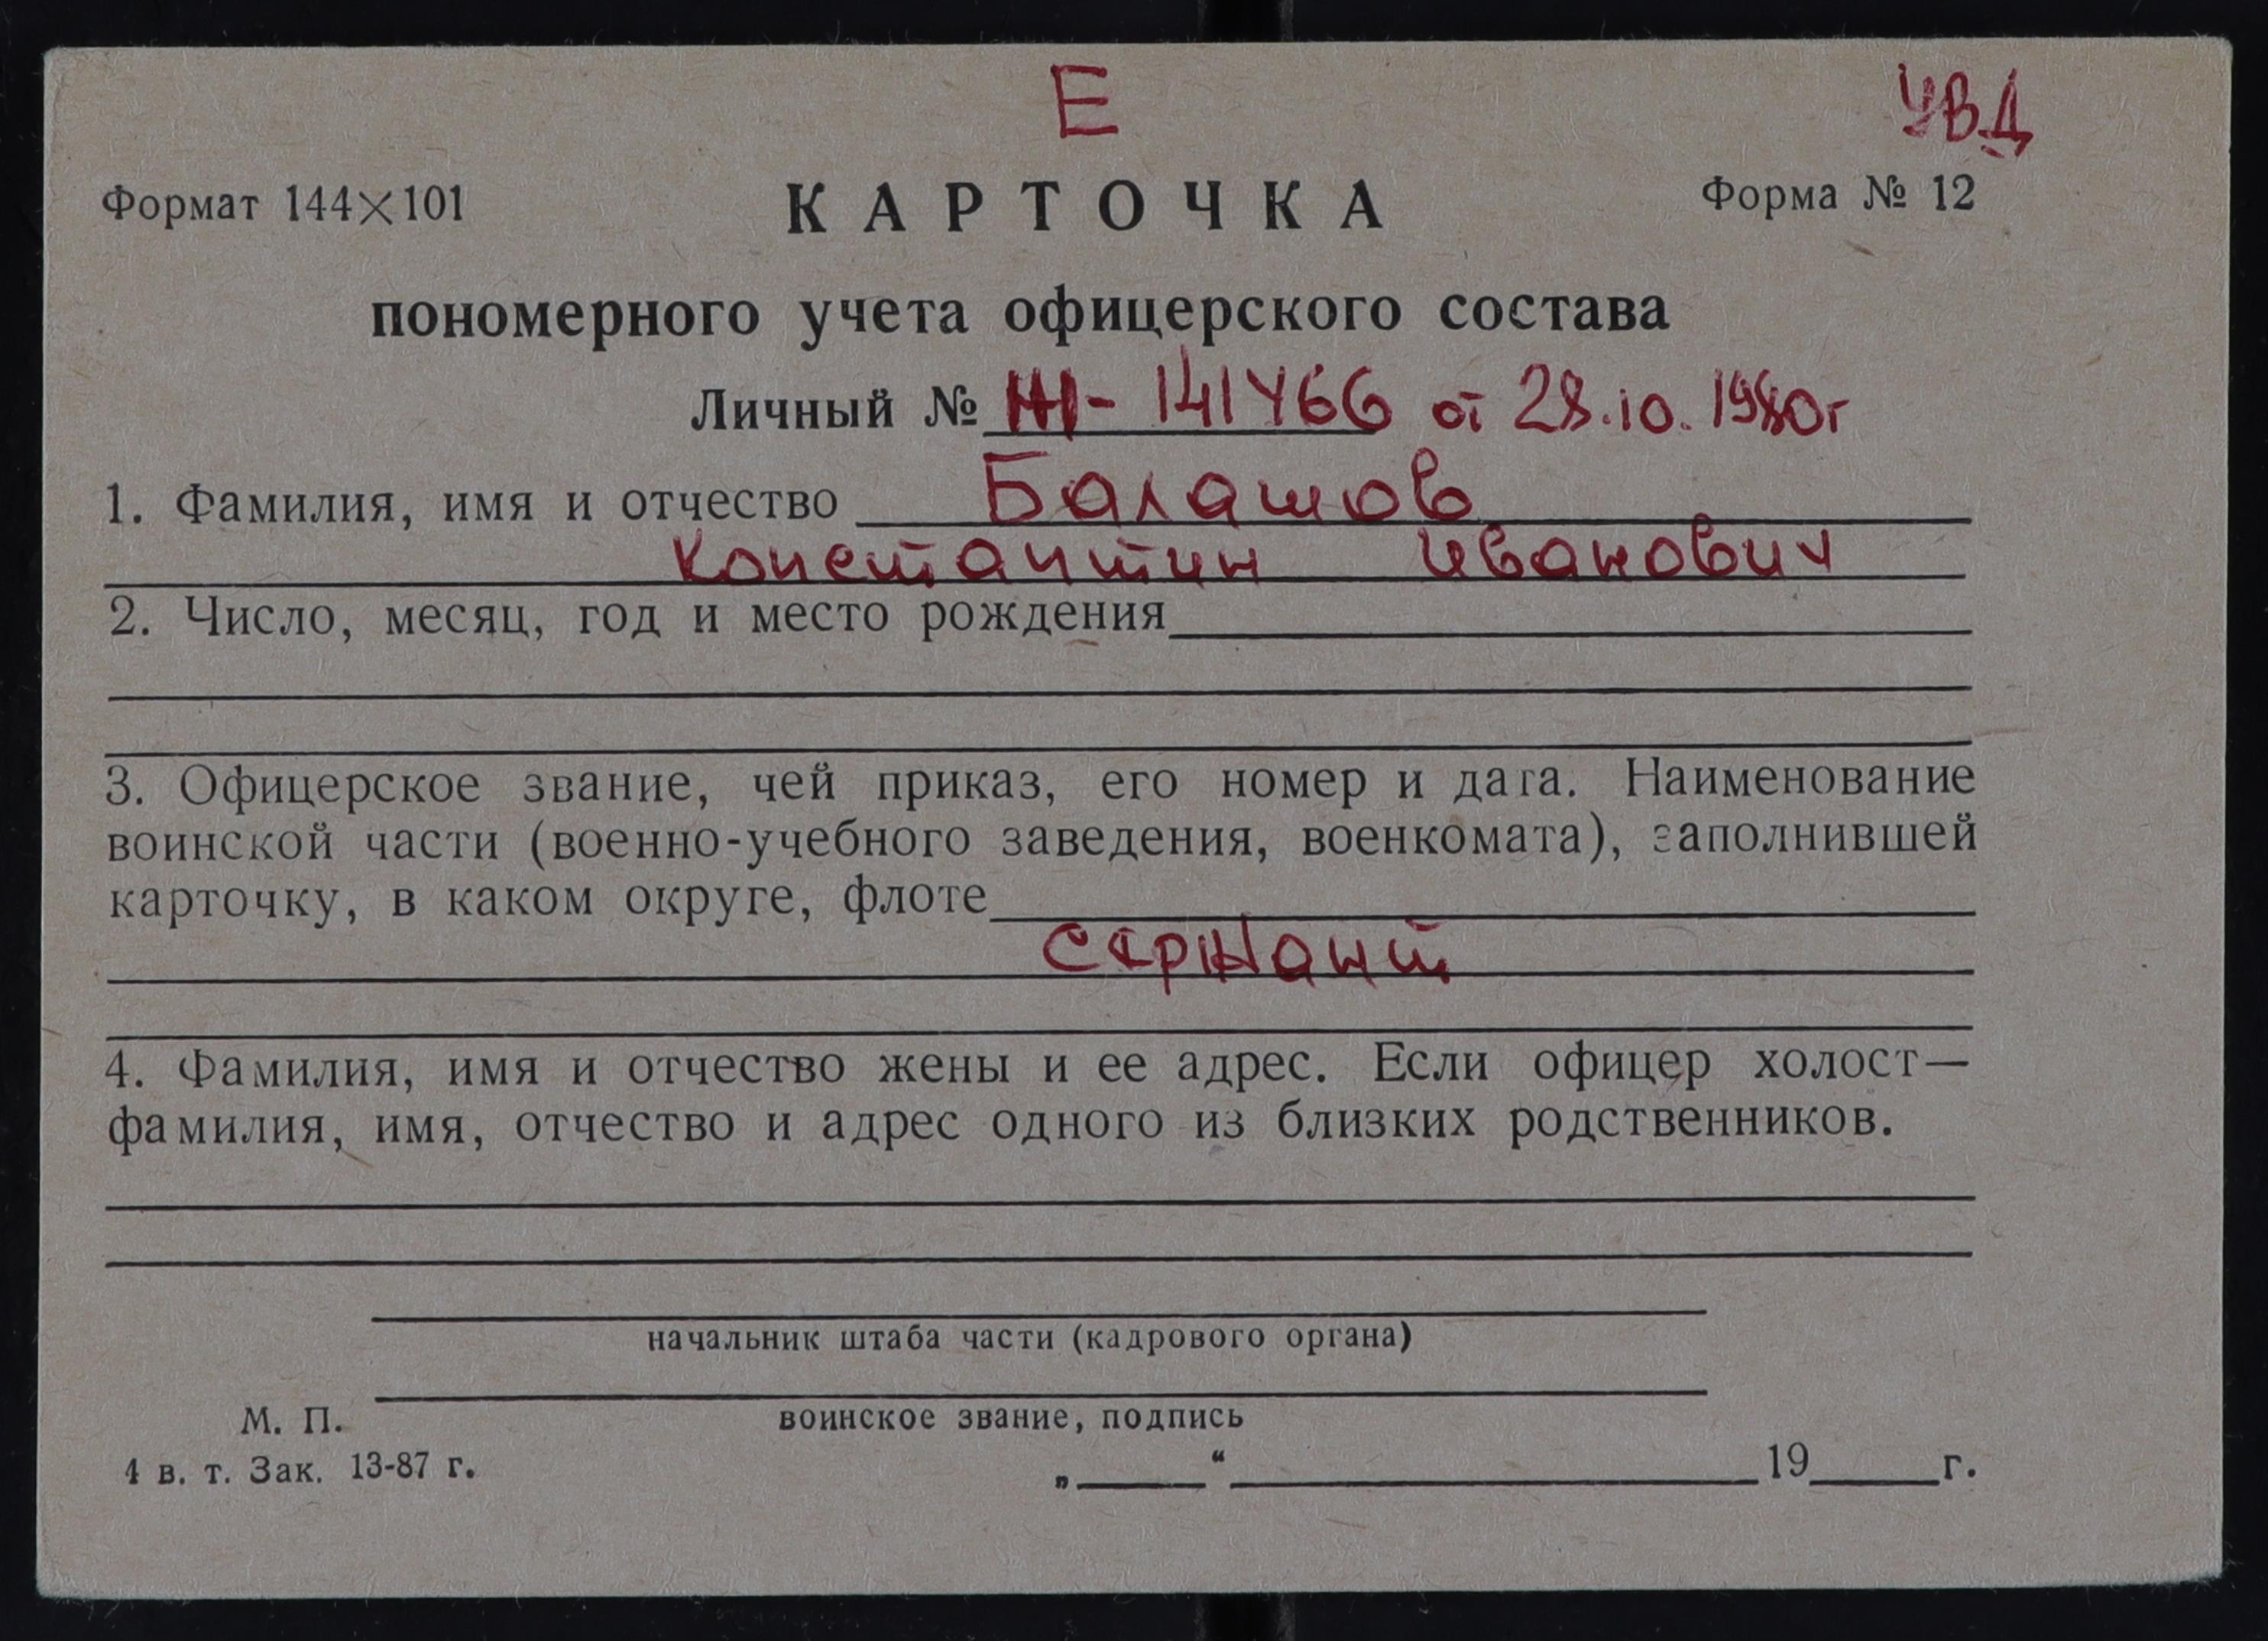 Е УВД
Формат 144×101 КАРТОЧКА Форма № 12
пономерного учета офицерского состава
Личный № Ж-141466 от 28.10.1980г
1. Фамилия, имя и отчество Балашов
Константин Иванович
2. Число, месяц, год и место рождения
3. Офицерское звание, чей приказ, его номер и дата. Наименование
воинской части (военно-учебного заведения, военкомата), заполнившей
карточку, в каком округе, флоте
сержант
4. Фамилия, имя и отчество жены и ее адрес. Если офицер холост—
фамилия, имя, отчество и адрес одного из близких родственников.
начальник штаба части (кадрового органа)
М. П.
воинское звание, подпись
4 в. т. Зак. 13-87 г. „ “ 19 г.